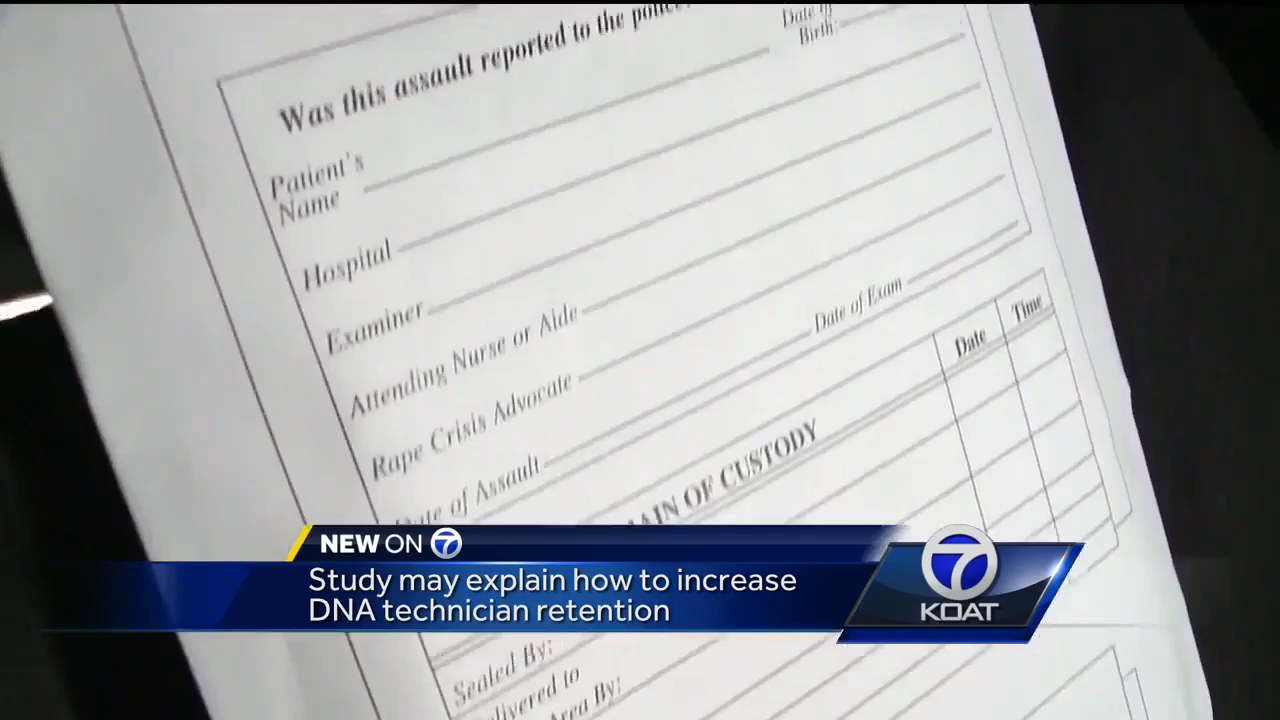 Was this assault reported to the police?
Date of
Birth:
Patient's
Name
Hospital
Examiner
Attending Nurse or Aide
Rape Crisis Advocate
Date of Assault
Date of Exam
OF CUSTODY
Date
Time
NEW ON 7
Study may explain how to increase
DNA technician retention
7
KOAT
Sealed By:
to
Area By: